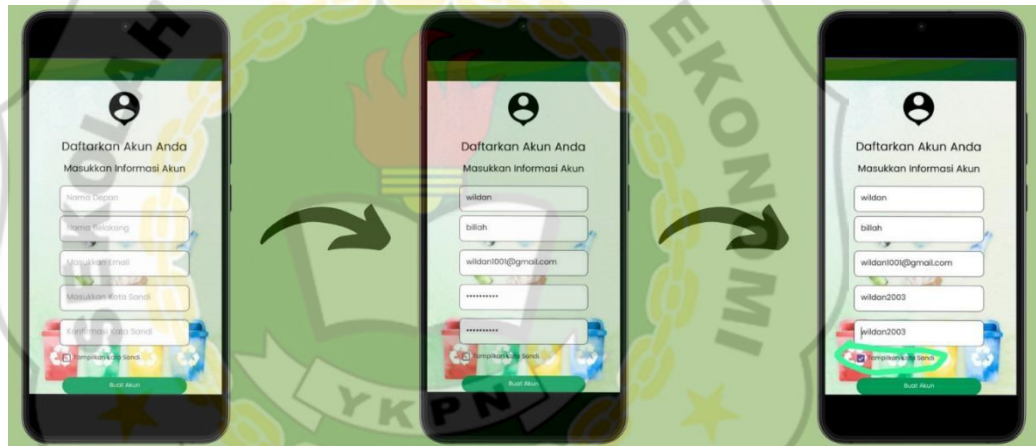 SEKOLAH
EKONOMI
YKPN
Daftarkan Akun Anda
Masukkan Informasi Akun
Nama Depan
Nama Belakang
Masukkan Email
Masukkan Kata Sandi
Konfirmasi Kata Sandi
Tampilkan Kata Sandi
Buat Akun
Daftarkan Akun Anda
Masukkan Informasi Akun
wildan
billah
wildan1001@gmail.com
••••••••••
••••••••••
Tampilkan Kata Sandi
Buat Akun
Daftarkan Akun Anda
Masukkan Informasi Akun
wildan
billah
wildan1001@gmail.com
wildan2003
wildan2003
Tampilkan Kata Sandi
Buat Akun